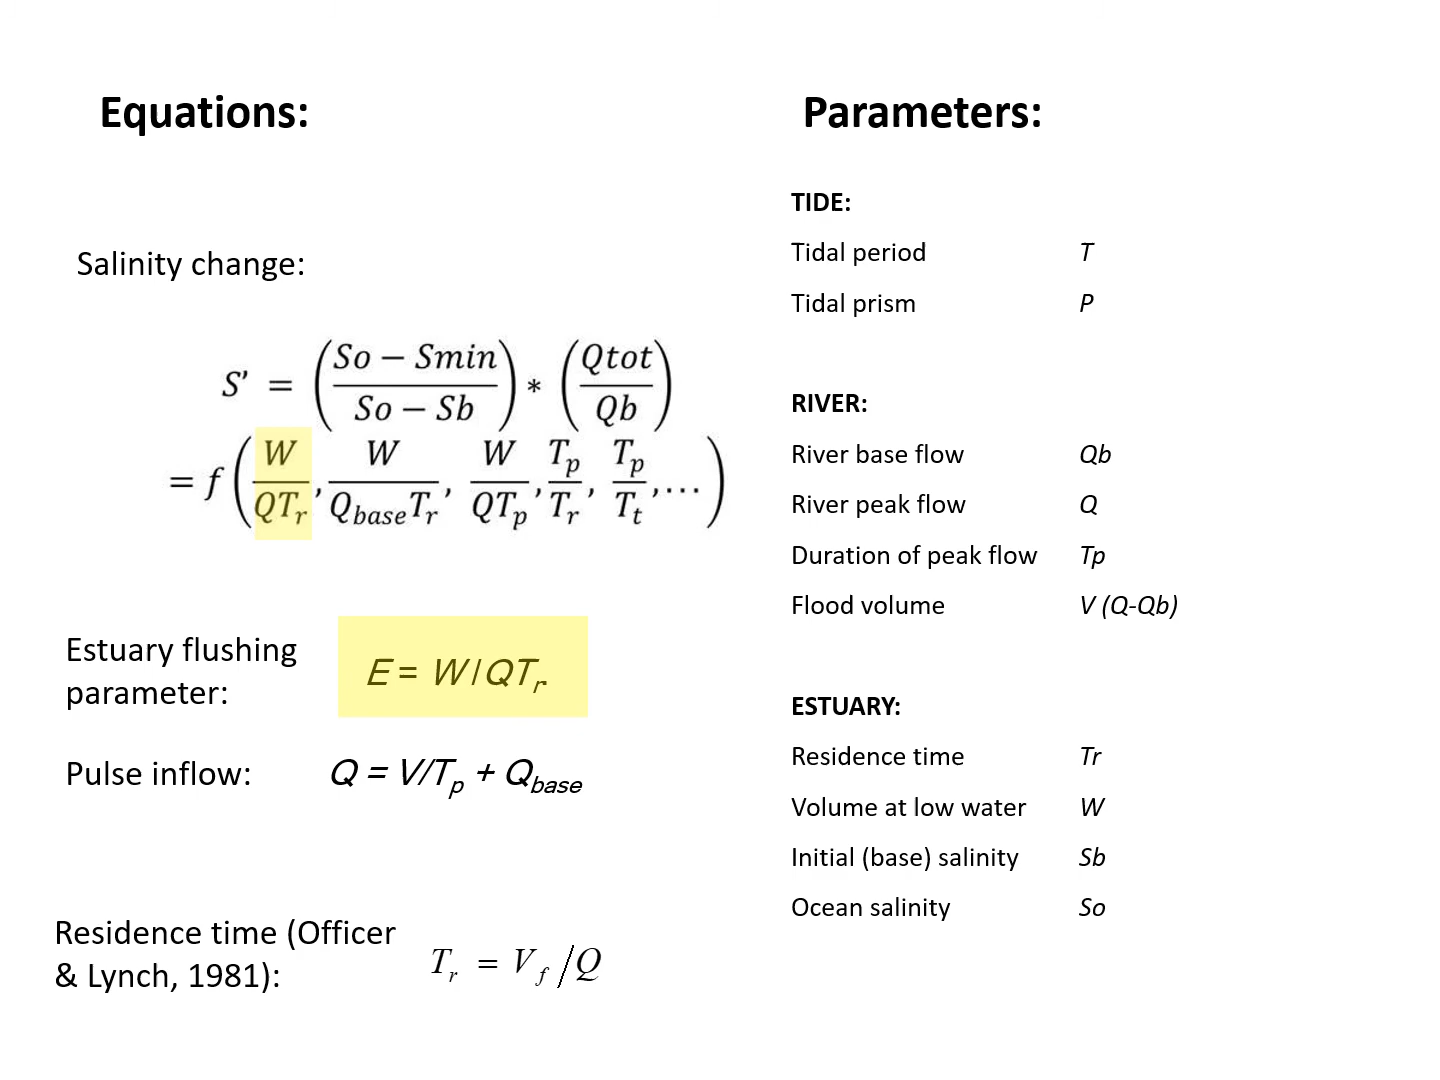 Equations:
Salinity change:
S’ = (So − Smin / So − Sb) * (Qtot / Qb)
= f (W / QTr, W / QbaseTr, W / QTp, Tp / Tr, Tp / Tt, …)
Estuary flushing
parameter:
E = W/QTr
Pulse inflow:
Q = V/Tp + Qbase
Residence time (Officer
& Lynch, 1981):
Tr = Vf/Q
Parameters:
TIDE:
Tidal period T
Tidal prism P
RIVER:
River base flow Qb
River peak flow Q
Duration of peak flow Tp
Flood volume V (Q-Qb)
ESTUARY:
Residence time Tr
Volume at low water W
Initial (base) salinity Sb
Ocean salinity So